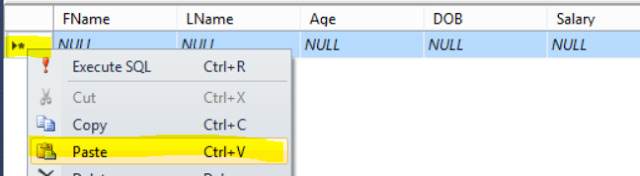 FName LName Age DOB Salary
NULL NULL NULL NULL NULL
Execute SQL Ctrl+R
Cut Ctrl+X
Copy Ctrl+C
Paste Ctrl+V